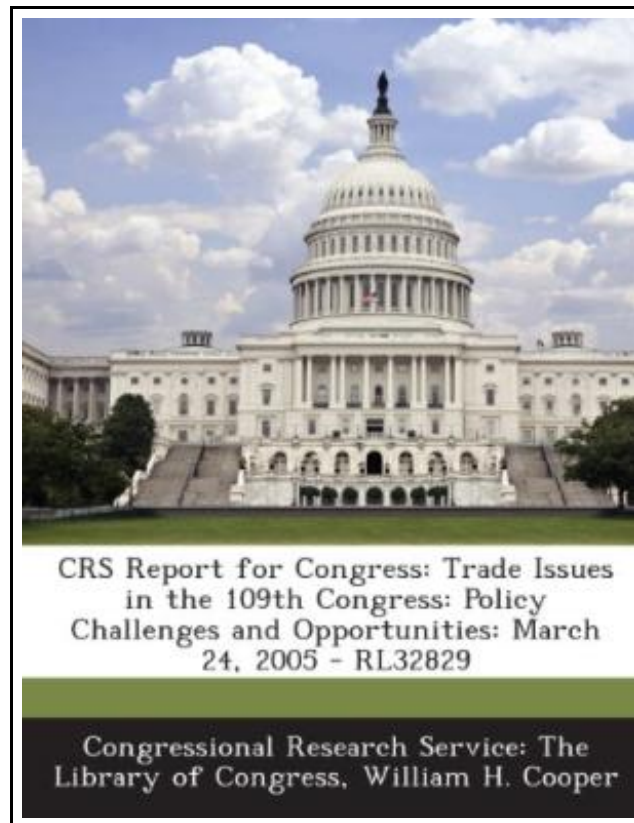 CRS Report for Congress: Trade Issues
in the 109th Congress: Policy
Challenges and Opportunities: March
24, 2005 - RL32829
Congressional Research Service: The
Library of Congress, William H. Cooper